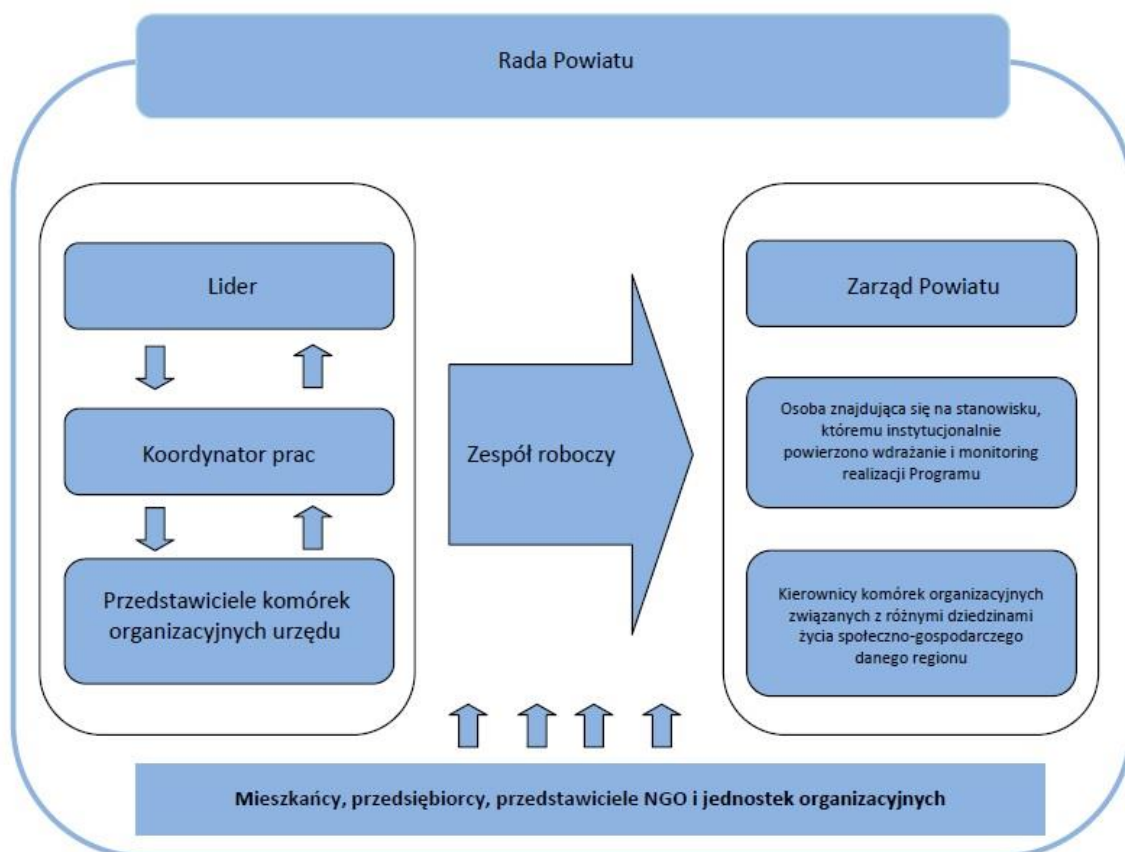 Rada Powiatu
Lider
Koordynator prac
Przedstawiciele komórek
organizacyjnych urzędu
Zespół roboczy
Zarząd Powiatu
Osoba znajdująca się na stanowisku,
któremu instytucjonalnie
powierzono wdrażanie i monitoring
realizacji Programu
Kierownicy komórek organizacyjnych
związanych z różnymi dziedzinami
życia społeczno-gospodarczego
danego regionu
Mieszkańcy, przedsiębiorcy, przedstawiciele NGO i jednostek organizacyjnych